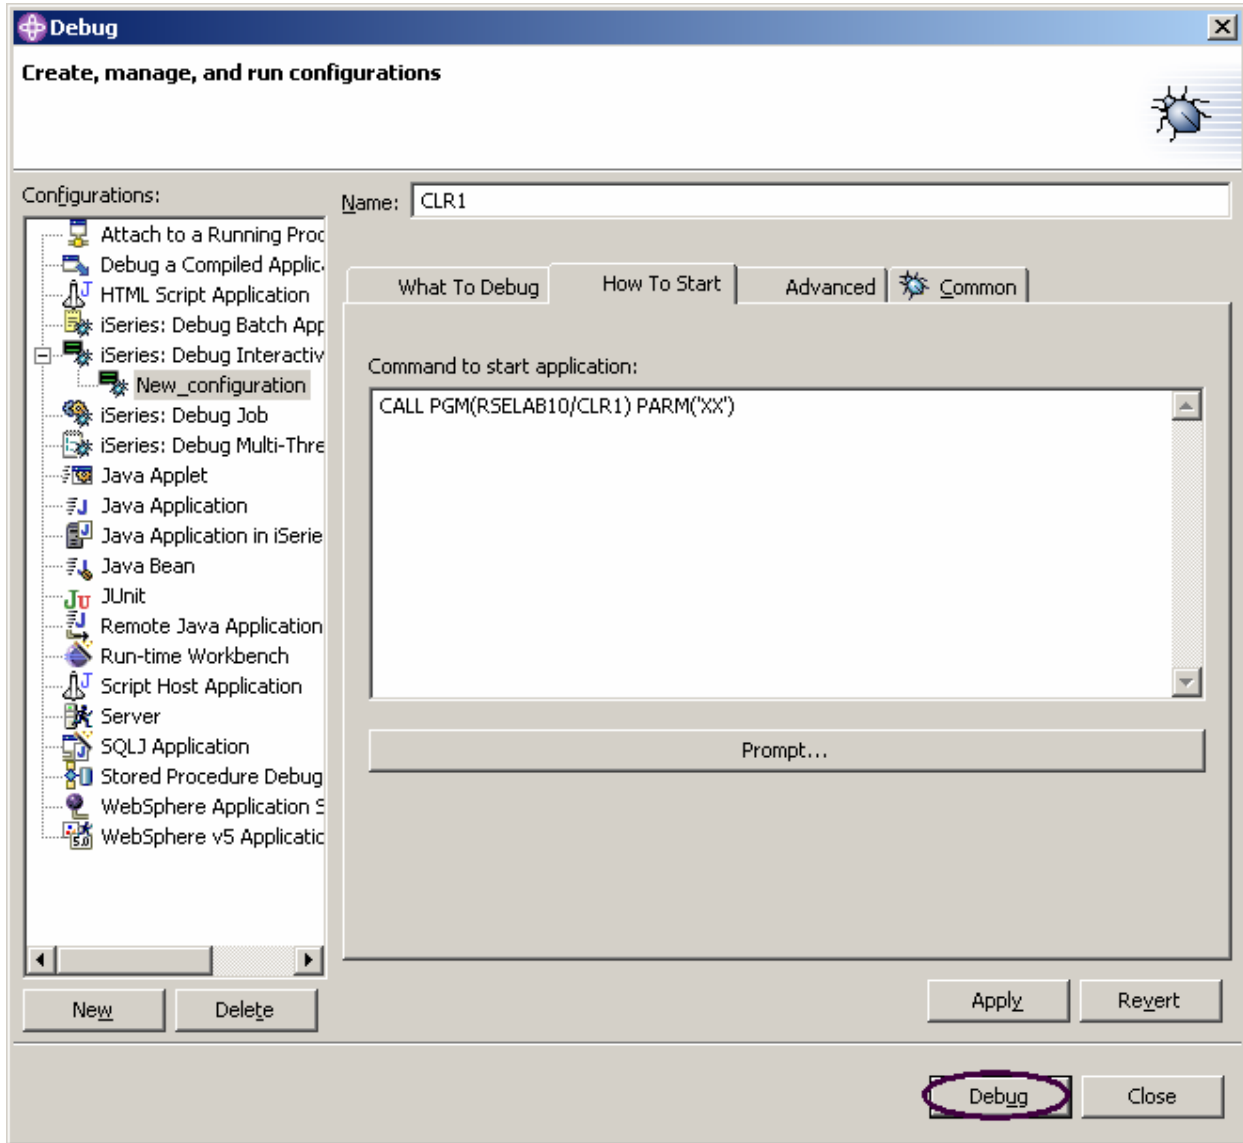 Debug
Create, manage, and run configurations
Configurations:
Name: CLR1
Attach to a Running Proc
Debug a Compiled Applic
HTML Script Application
iSeries: Debug Batch App
iSeries: Debug Interactiv
New_configuration
iSeries: Debug Job
iSeries: Debug Multi-Thre
Java Applet
Java Application
Java Application in iSerie
Java Bean
JUnit
Remote Java Application
Run-time Workbench
Script Host Application
Server
SQLJ Application
Stored Procedure Debug
WebSphere Application S
WebSphere v5 Applicatic
What To Debug How To Start Advanced Common
Command to start application:
CALL PGM(RSELAB10/CLR1) PARM('XX')
Prompt...
New Delete
Apply Revert
Debug Close